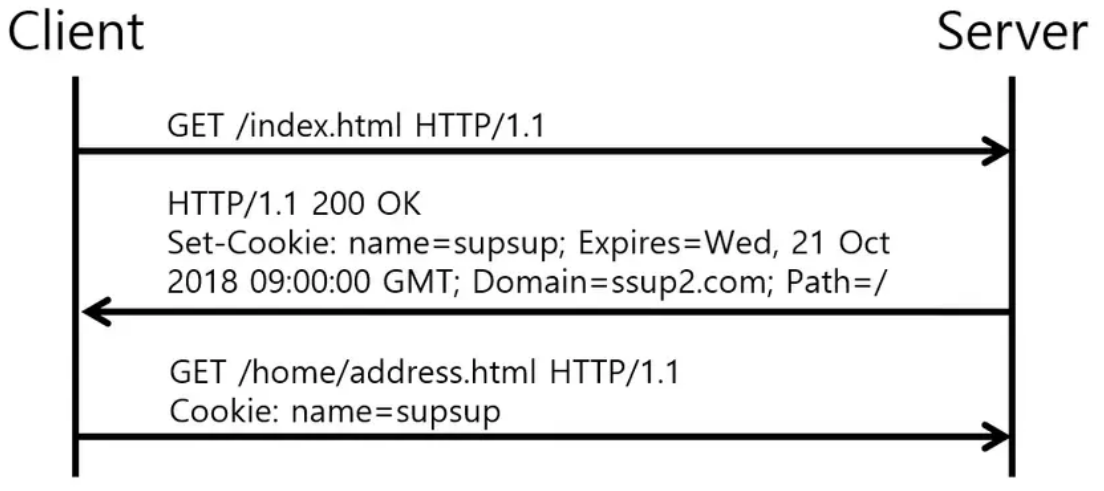 Client
Server
GET /index.html HTTP/1.1
HTTP/1.1 200 OK
Set-Cookie: name=supsup; Expires=Wed, 21 Oct
2018 09:00:00 GMT; Domain=ssup2.com; Path=/
GET /home/address.html HTTP/1.1
Cookie: name=supsup